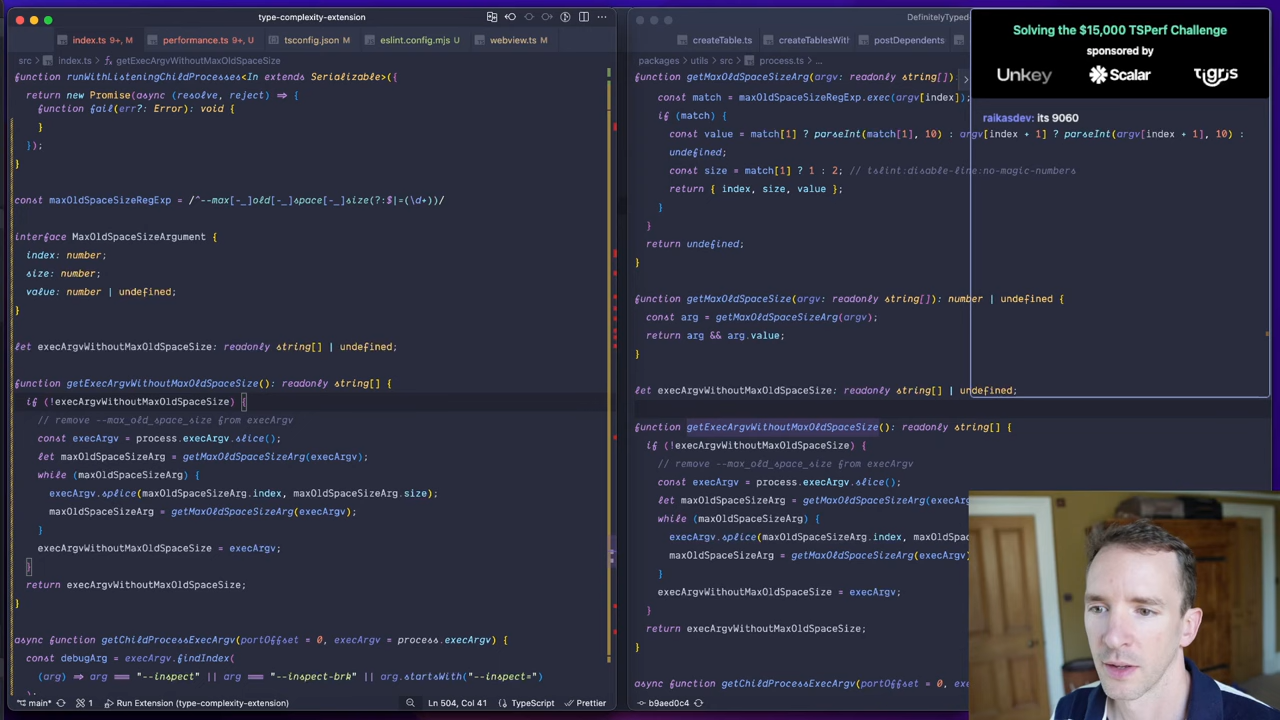 type-complexity-extension
index.ts 9+, M
performance.ts 9+, M
tsconfig.json M
eslint.config.mjs U
webview.ts M
src > index.ts > getExecArgvWithoutMaxOldSpaceSize
function runWithListeningChildProcesses<In extends Serializable>({
return new Promise(async (resolve, reject) => {
function fail(err?: Error): void {
}
});
}
const maxOldSpaceSizeRegExp = /^--max[-_]old[-_]space[-_]size(?:$|=(\d+))/
interface MaxOldSpaceSizeArgument {
index: number;
size: number;
value: number | undefined;
}
let execArgvWithoutMaxOldSpaceSize: readonly string[] | undefined;
function getExecArgvWithoutMaxOldSpaceSize(): readonly string[] {
if (!execArgvWithoutMaxOldSpaceSize) {
// remove --max_old_space_size from execArgv
const execArgv = process.execArgv.slice();
let maxOldSpaceSizeArg = getMaxOldSpaceSizeArg(execArgv);
while (maxOldSpaceSizeArg) {
execArgv.splice(maxOldSpaceSizeArg.index, maxOldSpaceSizeArg.size);
maxOldSpaceSizeArg = getMaxOldSpaceSizeArg(execArgv);
}
execArgvWithoutMaxOldSpaceSize = execArgv;
}
return execArgvWithoutMaxOldSpaceSize;
}
async function getChildProcessExecArgv(portOffset = 0, execArgv = process.execArgv) {
const debugArg = execArgv.findIndex(
(arg) => arg === "--inspect" || arg === "--inspect-brk" || arg.startsWith("--inspect=")
main*
1
Run Extension (type-complexity-extension)
Ln 504, Col 41
TypeScript
Prettier
DefinitelyTyped
createTable.ts
createTablesWith
postDependents
packages > utils > src > process.ts >
function getMaxOldSpaceSizeArg(argv: readonly string[])
const match = maxOldSpaceSizeRegExp.exec(argv[index]);
if (match) {
const value = match[1] ? parseInt(match[1], 10) : argv[index + 1] ? parseInt(argv[index + 1], 10) :
undefined;
const size = match[1] ? 1 : 2; // tslint:disable-line:no-magic-numbers
return { index, size, value };
}
}
return undefined;
}
function getMaxOldSpaceSize(argv: readonly string[]): number | undefined {
const arg = getMaxOldSpaceSizeArg(argv);
return arg && arg.value;
}
let execArgvWithoutMaxOldSpaceSize: readonly string[] | undefined;
function getExecArgvWithoutMaxOldSpaceSize(): readonly string[] {
if (!execArgvWithoutMaxOldSpaceSize) {
// remove --max_old_space_size from execArgv
const execArgv = process.execArgv.slice();
let maxOldSpaceSizeArg = getMaxOldSpaceSizeArg(execArgv
while (maxOldSpaceSizeArg) {
execArgv.splice(maxOldSpaceSizeArg.index, maxOldSpaceSizeArg
maxOldSpaceSizeArg = getMaxOldSpaceSizeArg(execArgv)
}
execArgvWithoutMaxOldSpaceSize = execArgv;
}
return execArgvWithoutMaxOldSpaceSize;
}
async function getChildProcessExecArgv(portOffset = 0, exec
b9aed0c4
Solving the $15,000 TSPerf Challenge
sponsored by
Unkey
Scalar
tigris
raikasdev: its 9060